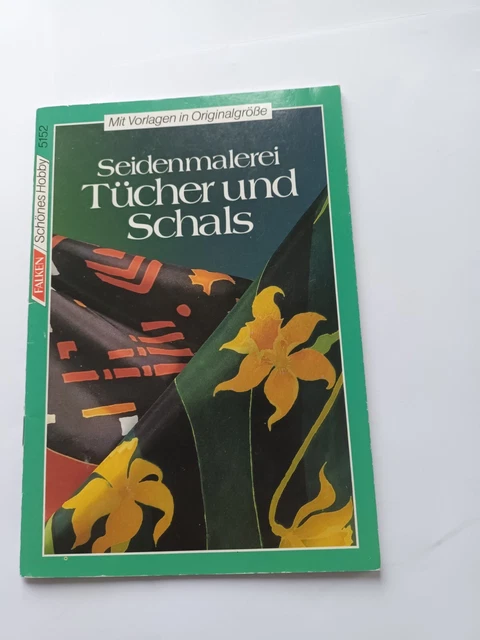 Mit Vorlagen in Originalgröße
Seidenmalerei
Tücher und
Schals
FALKEN Schönes Hobby 5152